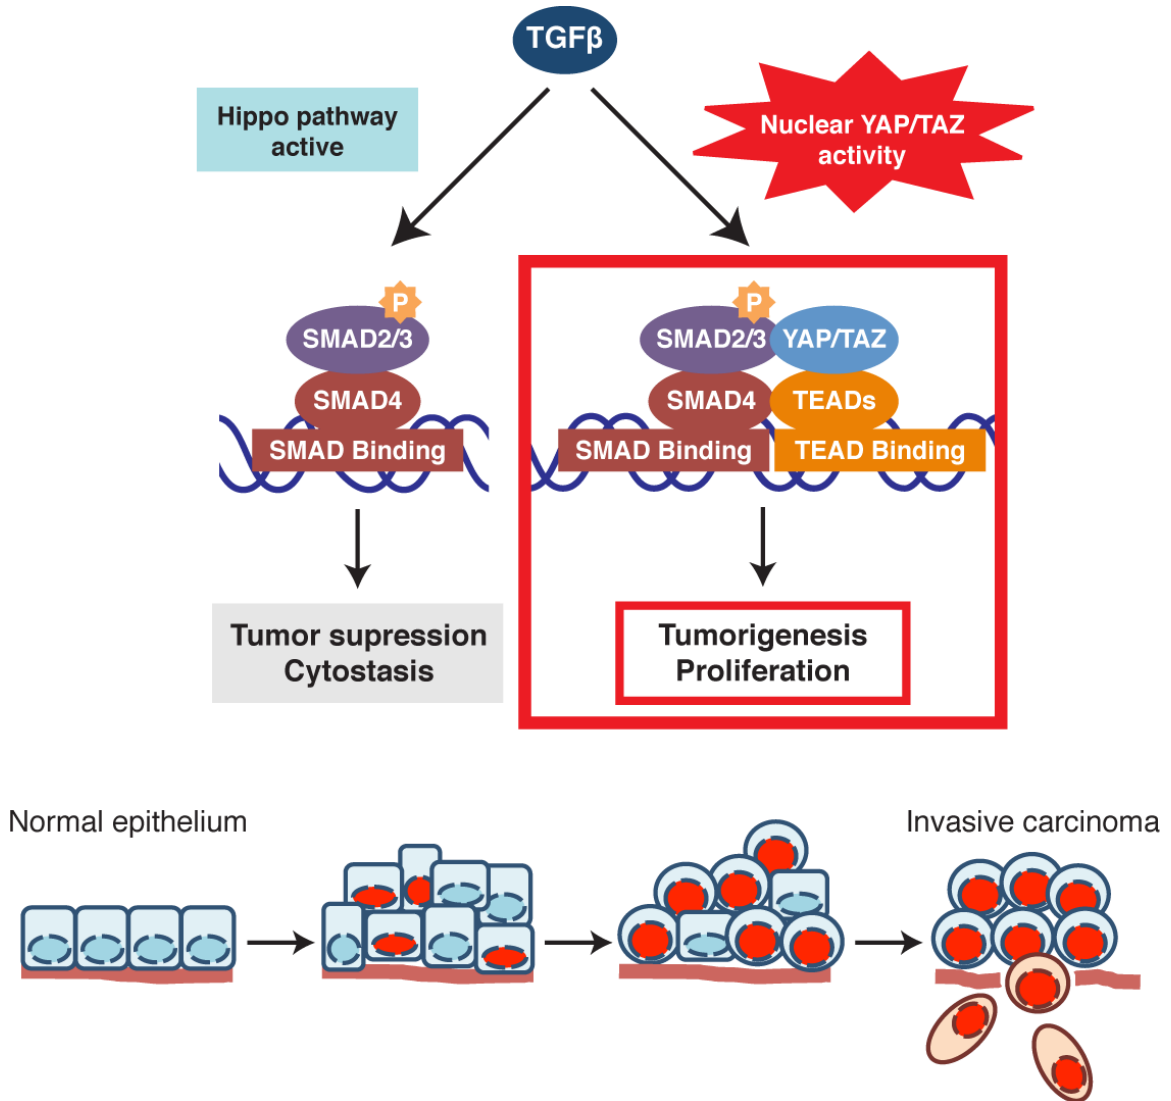 TGFβ
Hippo pathway
active
Nuclear YAP/TAZ
activity
P
SMAD2/3
SMAD4
SMAD Binding
P
SMAD2/3
YAP/TAZ
SMAD4
TEADs
SMAD Binding
TEAD Binding
Tumor supression
Cytostasis
Tumorigenesis
Proliferation
Normal epithelium
Invasive carcinoma